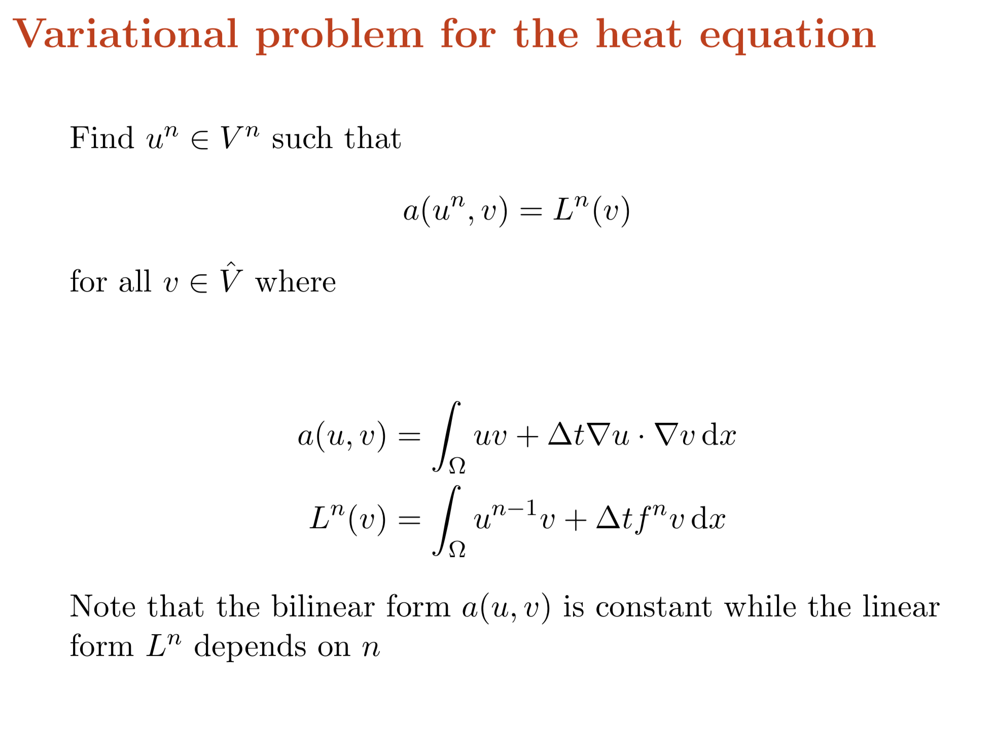 Variational problem for the heat equation
Find $u^n \in V^n$ such that
$a(u^n, v) = L^n(v)$
for all $v \in \hat{V}$ where
$a(u, v) = \int_\Omega uv + \Delta t \nabla u \cdot \nabla v \, \mathrm{d}x$
$L^n(v) = \int_\Omega u^{n-1} v + \Delta t f^n v \, \mathrm{d}x$
Note that the bilinear form $a(u, v)$ is constant while the linear
form $L^n$ depends on $n$